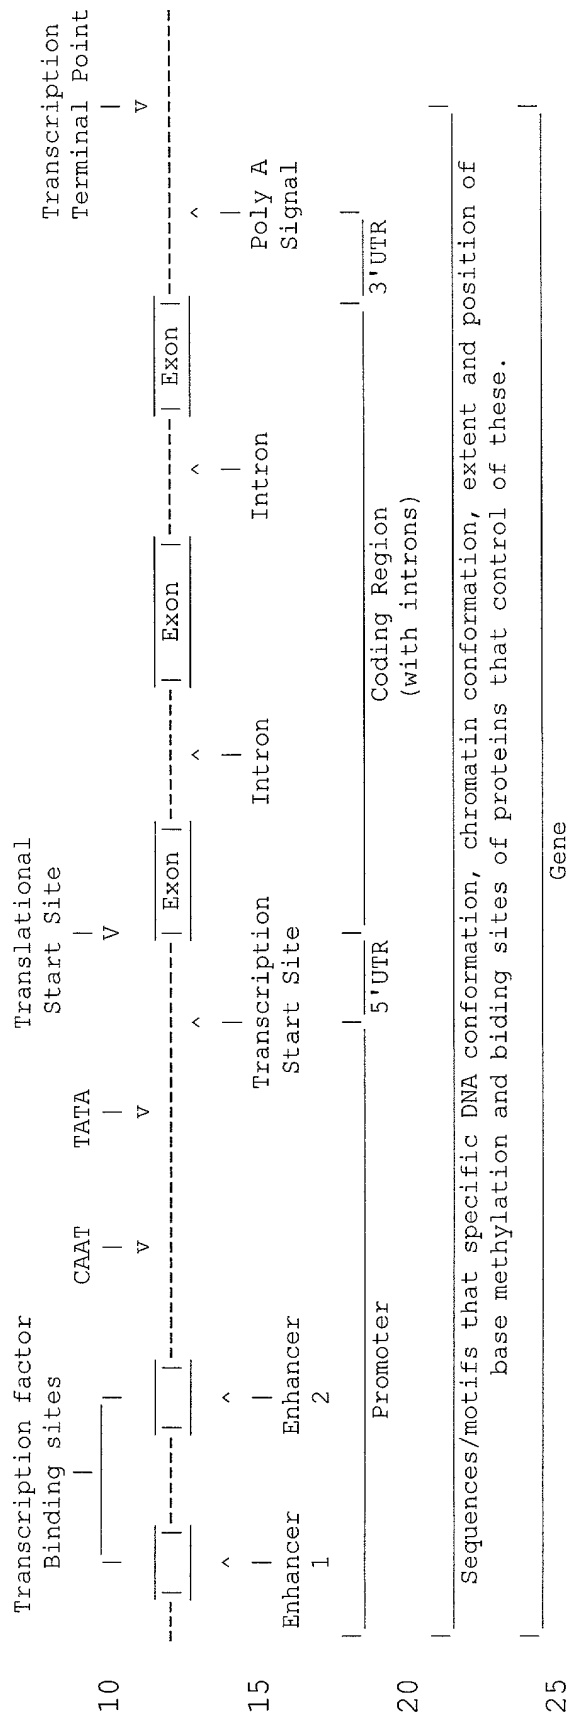 Transcription factor
Binding sites
CAAT
TATA
Translational
Start Site
Transcription
Terminal Point
10
Exon
Exon
Exon
15
Enhancer
1
Enhancer
2
Transcription
Start Site
Intron
Intron
Poly A
Signal
Promoter
5'UTR
Coding Region
(with introns)
3'UTR
20
Sequences/motifs that specific DNA conformation, chromatin conformation, extent and position of
base methylation and biding sites of proteins that control of these.
25
Gene